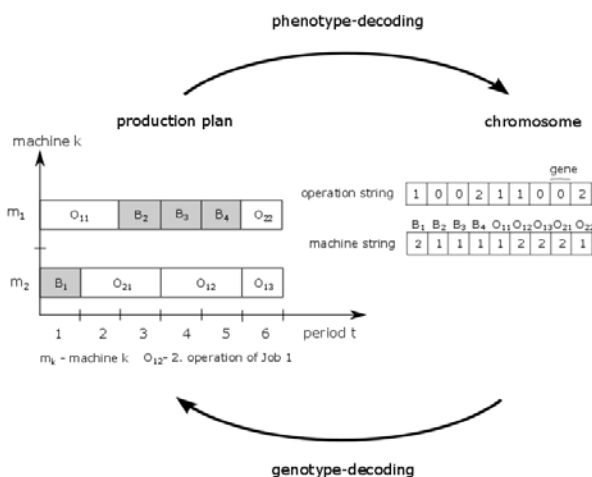 phenotype-decoding
production plan
chromosome
machine k
gene
operation string 1 0 0 2 1 1 0 0 2
m₁ O₁₁ B₂ B₃ B₄ O₂₂
B₁ B₂ B₃ B₄ O₁₁ O₁₂ O₁₃ O₂₁ O₂₂
machine string 2 1 1 1 1 2 2 2 1
m₂ B₁ O₂₁ O₁₂ O₁₃
1 2 3 4 5 6 period t
mₖ - machine k O₁₂- 2. operation of Job 1
genotype-decoding